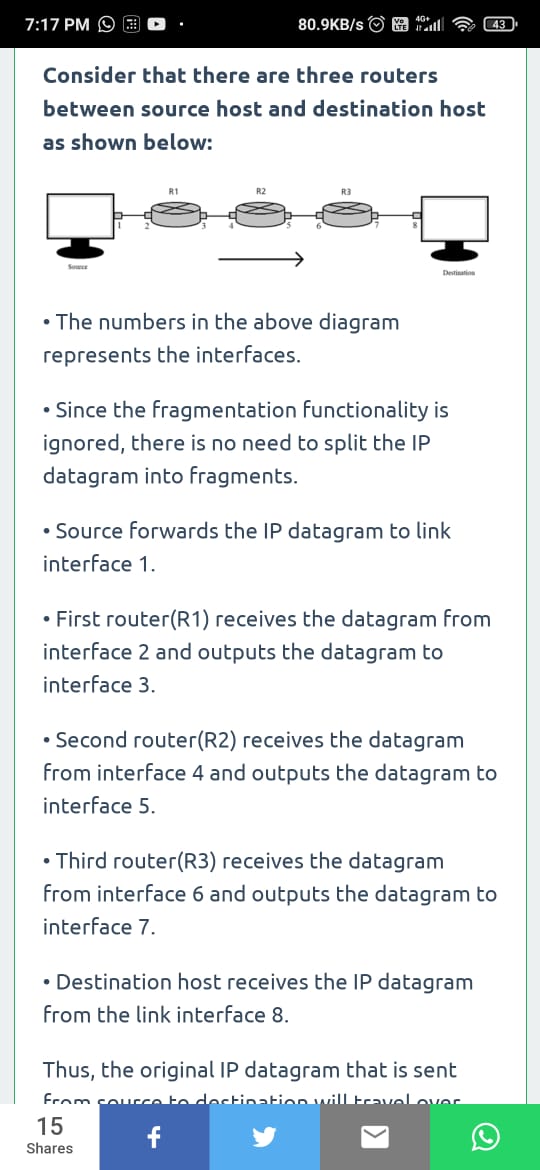 7:17 PM
80.9KB/s Vo LTE 4G+ 43
Consider that there are three routers
between source host and destination host
as shown below:
R1 R2 R3
1 2 3 4 5 6 7 8
Source
Destination
• The numbers in the above diagram
represents the interfaces.
• Since the fragmentation functionality is
ignored, there is no need to split the IP
datagram into fragments.
• Source forwards the IP datagram to link
interface 1.
• First router(R1) receives the datagram from
interface 2 and outputs the datagram to
interface 3.
• Second router(R2) receives the datagram
from interface 4 and outputs the datagram to
interface 5.
• Third router(R3) receives the datagram
from interface 6 and outputs the datagram to
interface 7.
• Destination host receives the IP datagram
from the link interface 8.
Thus, the original IP datagram that is sent
from source to destination will travel over
15
Shares